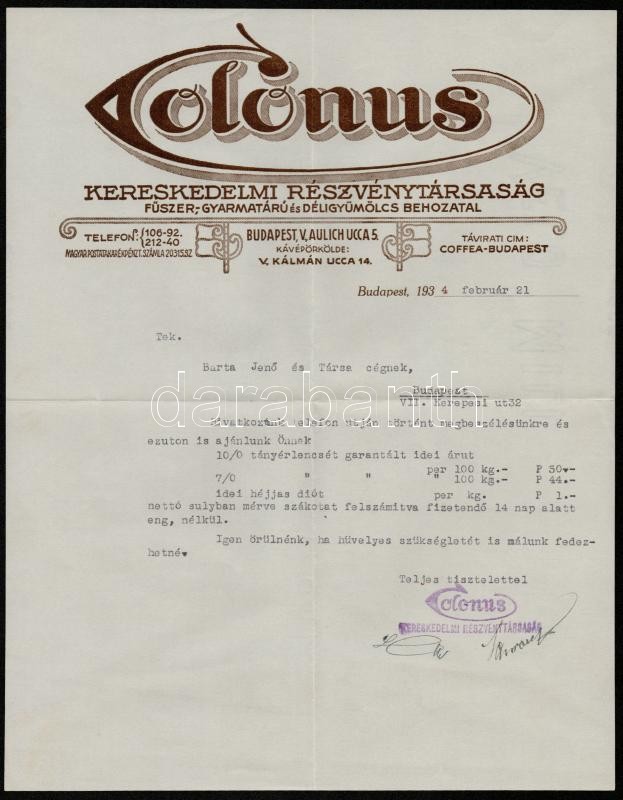 Colonus
KERESKEDELMI RÉSZVÉNYTÁRSASÁG
FŰSZER,- GYARMATÁRÚ és DÉLIGYÜMÖLCS BEHOZATAL
TELEFON: 106-92.
212-40
MAGYAR POSTATAKARÉKPÉNZT. SZÁMLA 20315.SZ.
BUDAPEST, V, AULICH UCCA 5.
KÁVÉPÖRKÖLDE:
V, KÁLMÁN UCCA 14.
TÁVIRATI CIM:
COFFEA-BUDAPEST
Budapest, 1934 február 21
Tek.
Barta Jenő és Társa cégnek,
Budapest
VII. Kerepesi ut32
Hivatkozunk telefon utján történt megbeszélésünkre és
ezuton is ajánlunk Önnek
10/0 tányérlencsét garantált idei árut
per 100 kg.- P 50.-
7/0 " " " 100 kg.- P 44.-
idei héjjas diót per kg. P 1.-
nettó sulyban mérve szákotat felszámitva fizetendő 14 nap alatt
eng, nélkül.
Igen örülnénk, ha hüvelyes szükségletét is málunk fedez-
hetné.
Teljes tisztelettel
Colonus
KERESKEDELMI RÉSZVÉNYTÁRSASÁG
darabanth